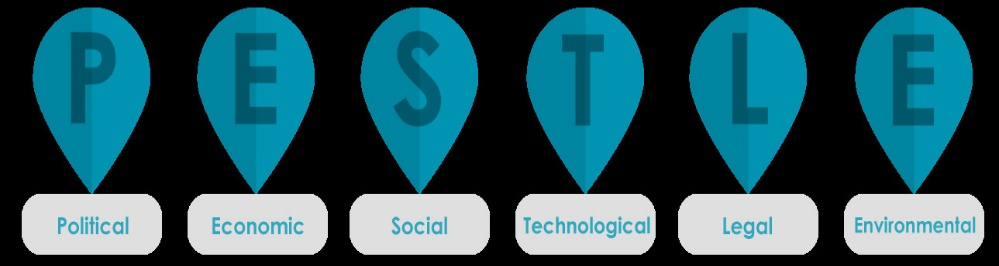 P E S T L E
Political Economic Social Technological Legal Environmental